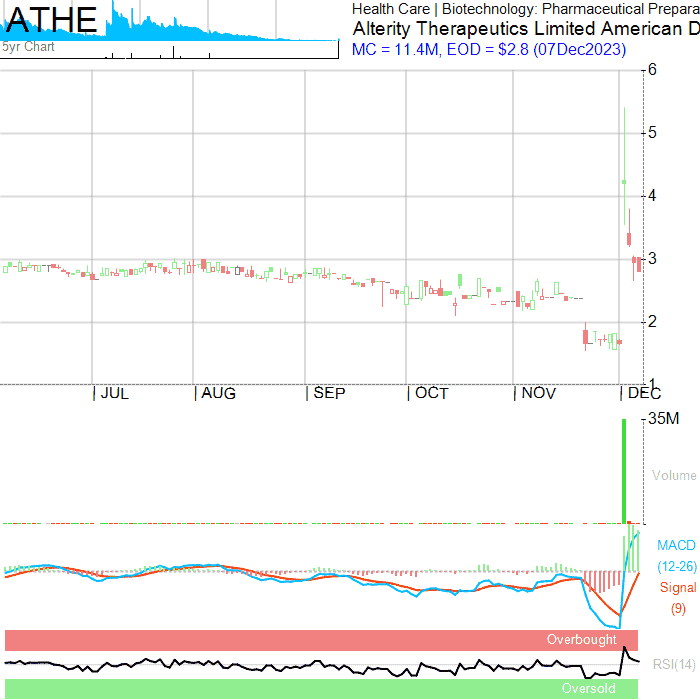 ATHE
5yr Chart
Health Care | Biotechnology: Pharmaceutical Prepara
Alterity Therapeutics Limited American D
MC = 11.4M, EOD = $2.8 (07Dec2023)
6
5
4
3
2
1
JUL
AUG
SEP
OCT
NOV
DEC
35M
Volume
MACD
(12-26)
Signal
(9)
Overbought
RSI(14)
Oversold